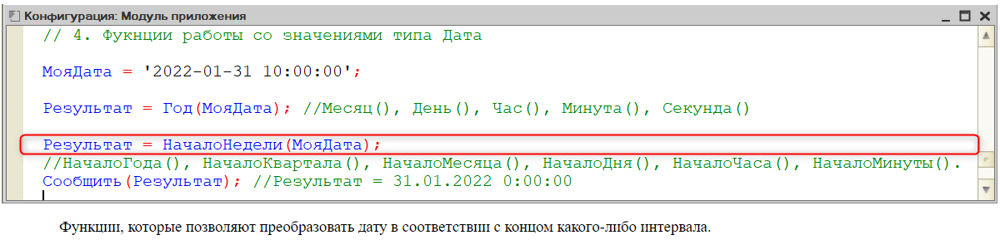 Конфигурация: Модуль приложения
// 4. Фукнции работы со значениями типа Дата
МояДата = '2022-01-31 10:00:00';
Результат = Год(МояДата); //Месяц(), День(), Час(), Минута(), Секунда()
Результат = НачалоНедели(МояДата);
//НачалоГода(), НачалоКвартала(), НачалоМесяца(), НачалоДня(), НачалоЧаса(), НачалоМинуты().
Сообщить(Результат); //Результат = 31.01.2022 0:00:00
Функции, которые позволяют преобразовать дату в соответствии с концом какого-либо интервала.